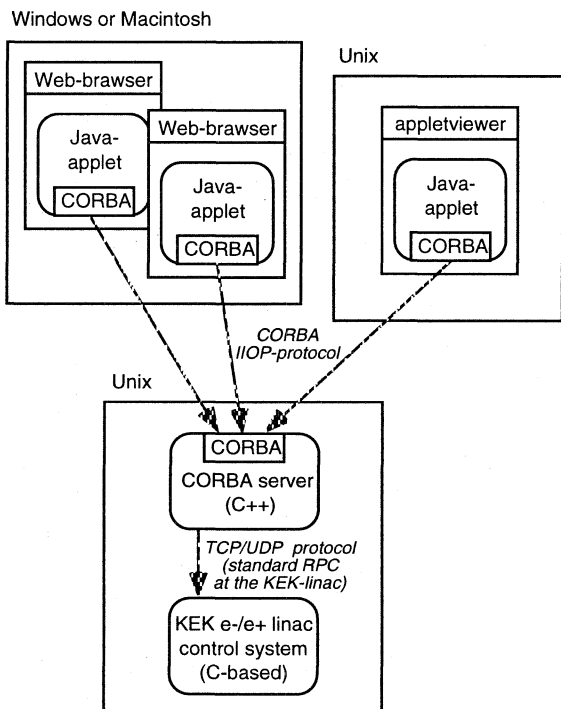 Windows or Macintosh
Web-brawser
Java-
applet
CORBA
Web-brawser
Java-
applet
CORBA
Unix
appletviewer
Java-
applet
CORBA
CORBA
IIOP-protocol
Unix
CORBA
CORBA server
(C++)
TCP/UDP protocol
(standard RPC
at the KEK-linac)
KEK e-/e+ linac
control system
(C-based)